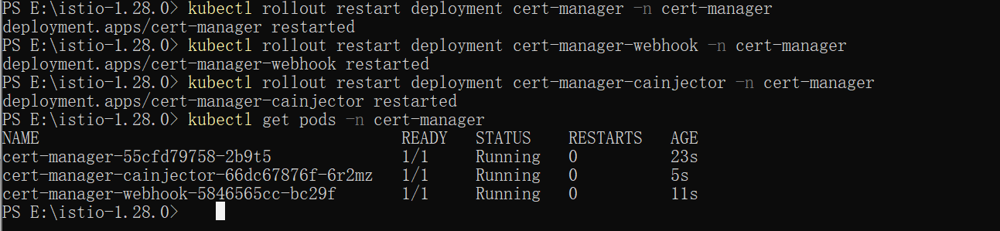 PS E:\istio-1.28.0> kubectl rollout restart deployment cert-manager -n cert-manager
deployment.apps/cert-manager restarted
PS E:\istio-1.28.0> kubectl rollout restart deployment cert-manager-webhook -n cert-manager
deployment.apps/cert-manager-webhook restarted
PS E:\istio-1.28.0> kubectl rollout restart deployment cert-manager-cainjector -n cert-manager
deployment.apps/cert-manager-cainjector restarted
PS E:\istio-1.28.0> kubectl get pods -n cert-manager
NAME READY STATUS RESTARTS AGE
cert-manager-55cfd79758-2b9t5 1/1 Running 0 23s
cert-manager-cainjector-66dc67876f-6r2mz 1/1 Running 0 5s
cert-manager-webhook-5846565cc-bc29f 1/1 Running 0 11s
PS E:\istio-1.28.0>